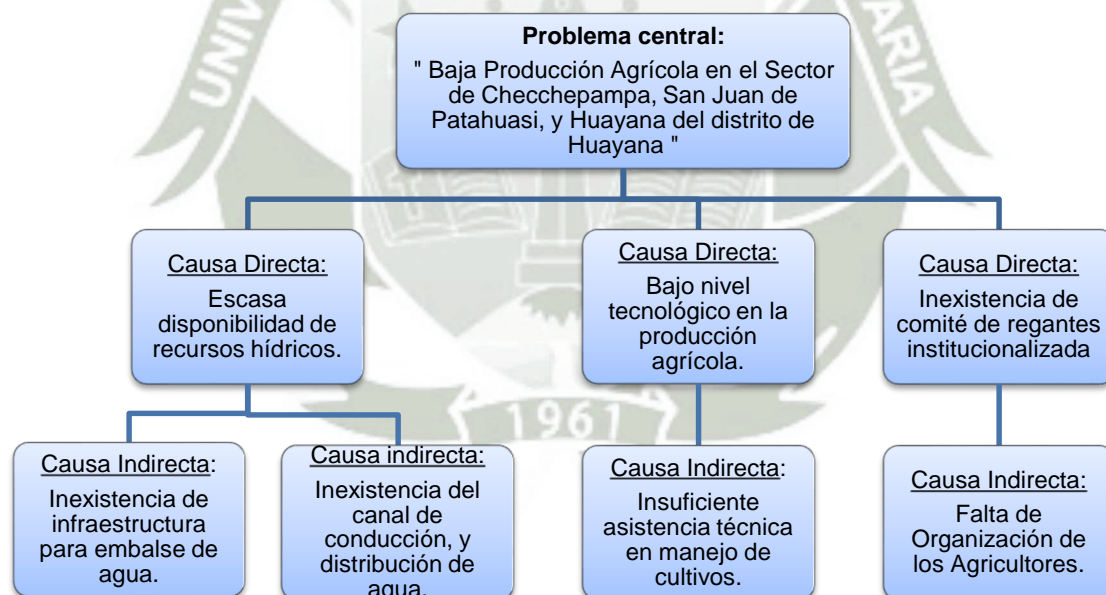 Problema central:
" Baja Producción Agrícola en el Sector
de Checchepampa, San Juan de
Patahuasi, y Huayana del distrito de
Huayana "
Causa Directa:
Escasa
disponibilidad de
recursos hídricos.
Causa Directa:
Bajo nivel
tecnológico en la
producción
agrícola.
Causa Directa:
Inexistencia de
comité de regantes
institucionalizada
Causa Indirecta:
Inexistencia de
infraestructura
para embalse de
agua.
Causa indirecta:
Inexistencia del
canal de
conducción, y
distribución de
agua.
Causa Indirecta:
Insuficiente
asistencia técnica
en manejo de
cultivos.
Causa Indirecta:
Falta de
Organización de
los Agricultores.
1961